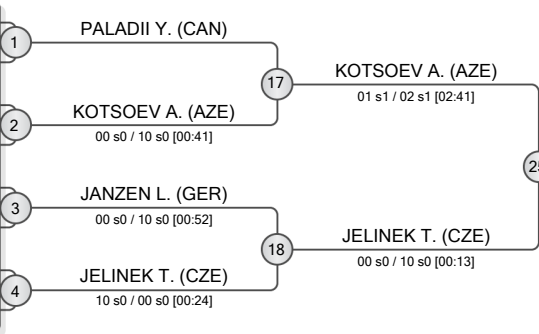 PALADII Y. (CAN)
1
KOTSOEV A. (AZE)
17
01 s1 / 02 s1 [02:41]
KOTSOEV A. (AZE)
2
00 s0 / 10 s0 [00:41]
25
JANZEN L. (GER)
3
00 s0 / 10 s0 [00:52]
JELINEK T. (CZE)
18
00 s0 / 10 s0 [00:13]
JELINEK T. (CZE)
4
10 s0 / 00 s0 [00:24]